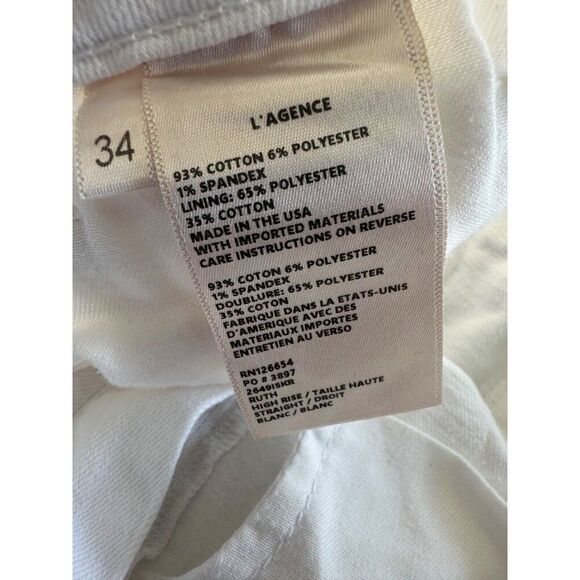 34
L'AGENCE
93% COTTON 6% POLYESTER
1% SPANDEX
LINING: 65% POLYESTER
35% COTTON
MADE IN THE USA
WITH IMPORTED MATERIALS
CARE INSTRUCTIONS ON REVERSE
93% COTON 6% POLYESTER
1% SPANDEX
DOUBLURE: 65% POLYESTER
35% COTON
FABRIQUE DANS LA ETATS-UNIS
D'AMERIQUE AVEC DES
MATERIAUX IMPORTES
ENTRETIEN AU VERSO
RN126654
PO # 3897
2649ISKR
RUTH
HIGH RISE / TAILLE HAUTE
STRAIGHT / DROIT
BLANC / BLANC